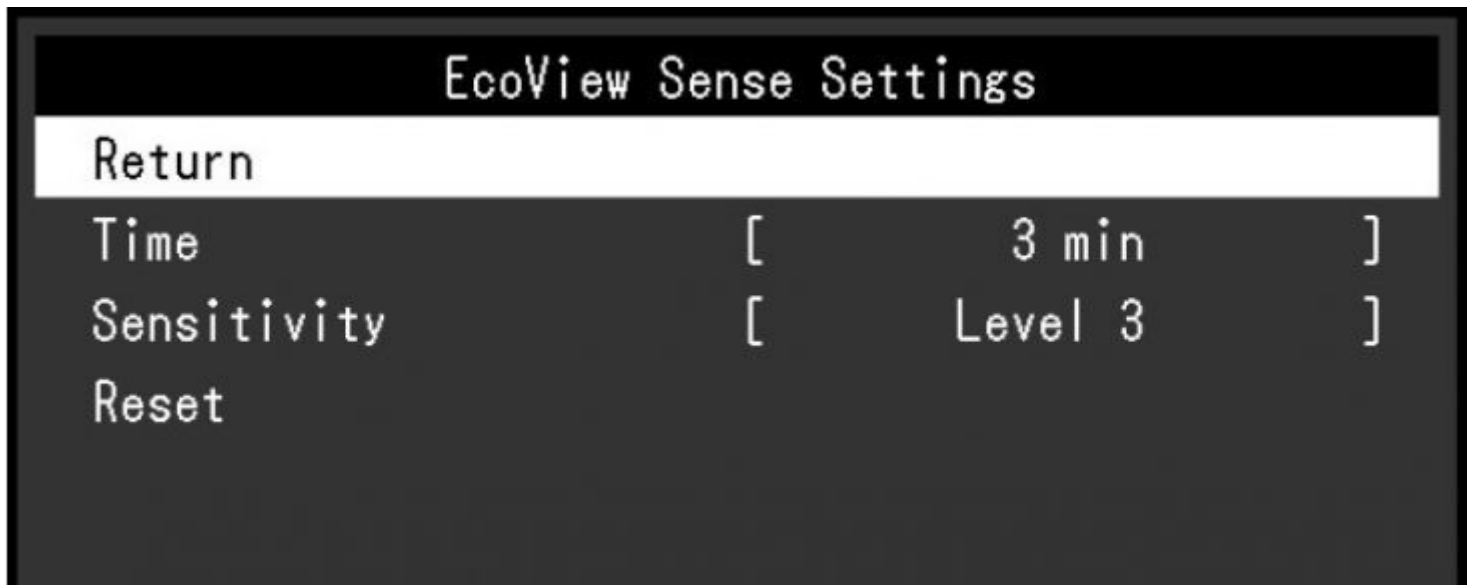 EcoView Sense Settings
Return
Time [ 3 min ]
Sensitivity [ Level 3 ]
Reset